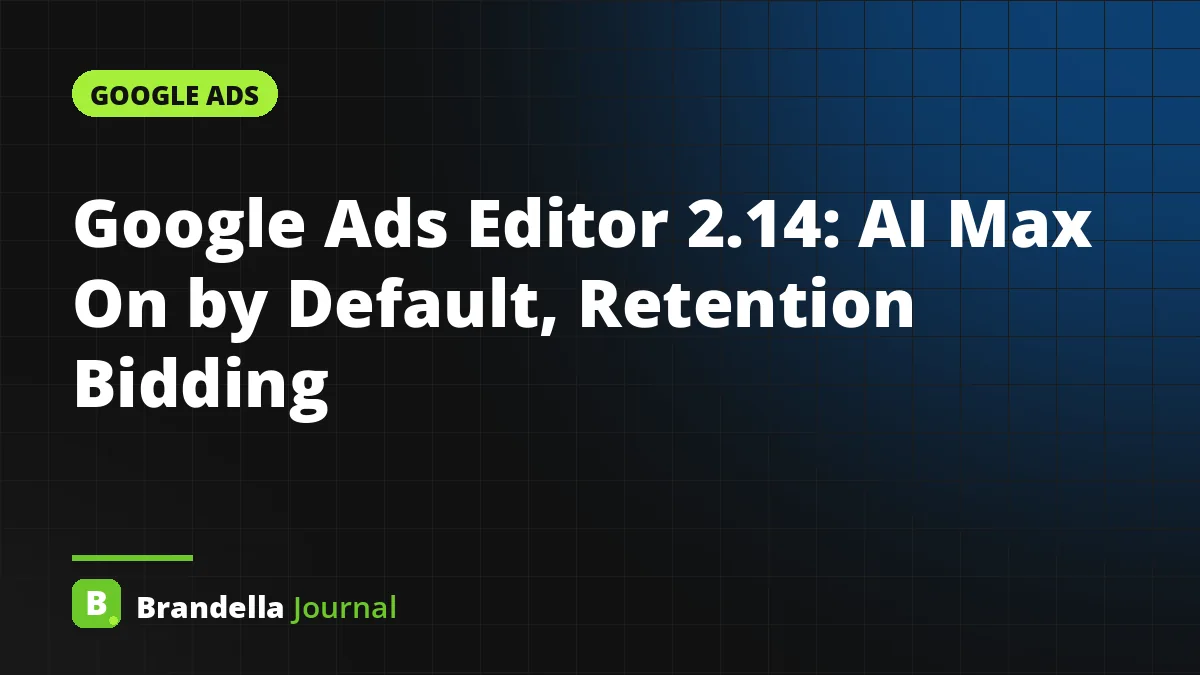 GOOGLE ADS
Google Ads Editor 2.14: AI Max
On by Default, Retention
Bidding
B
Brandella Journal